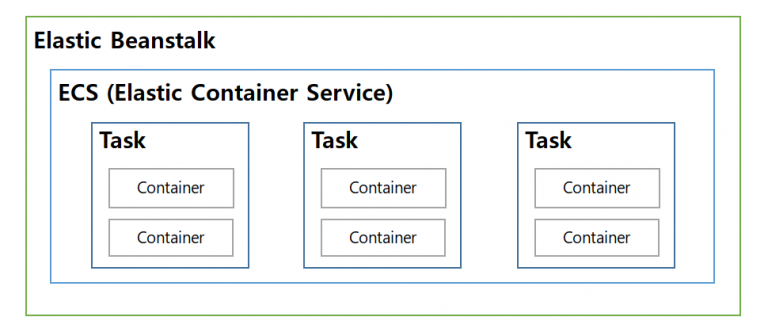 Elastic Beanstalk
ECS (Elastic Container Service)
Task
Task
Task
Container
Container
Container
Container
Container
Container